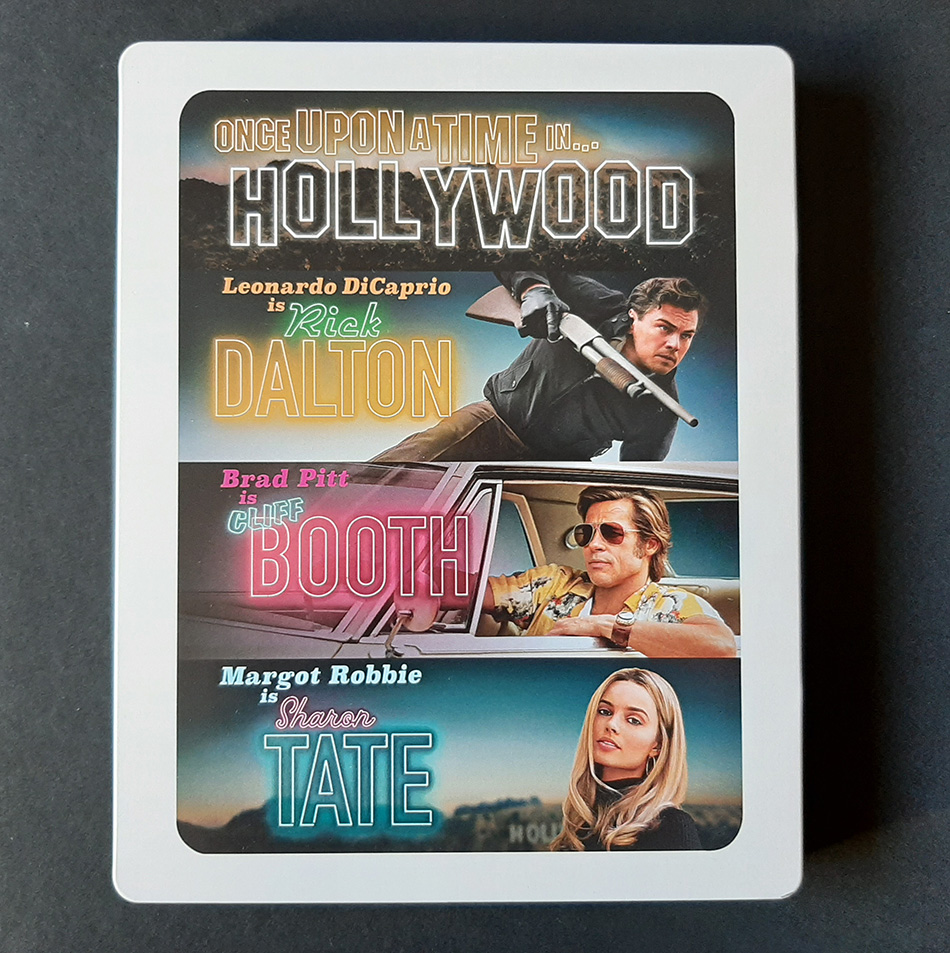 ONCE UPON A TIME IN...
HOLLYWOOD
Leonardo DiCaprio
is Rick
DALTON
Brad Pitt
is
CLIFF
BOOTH
Margot Robbie
is
Sharon
TATE
HOLL